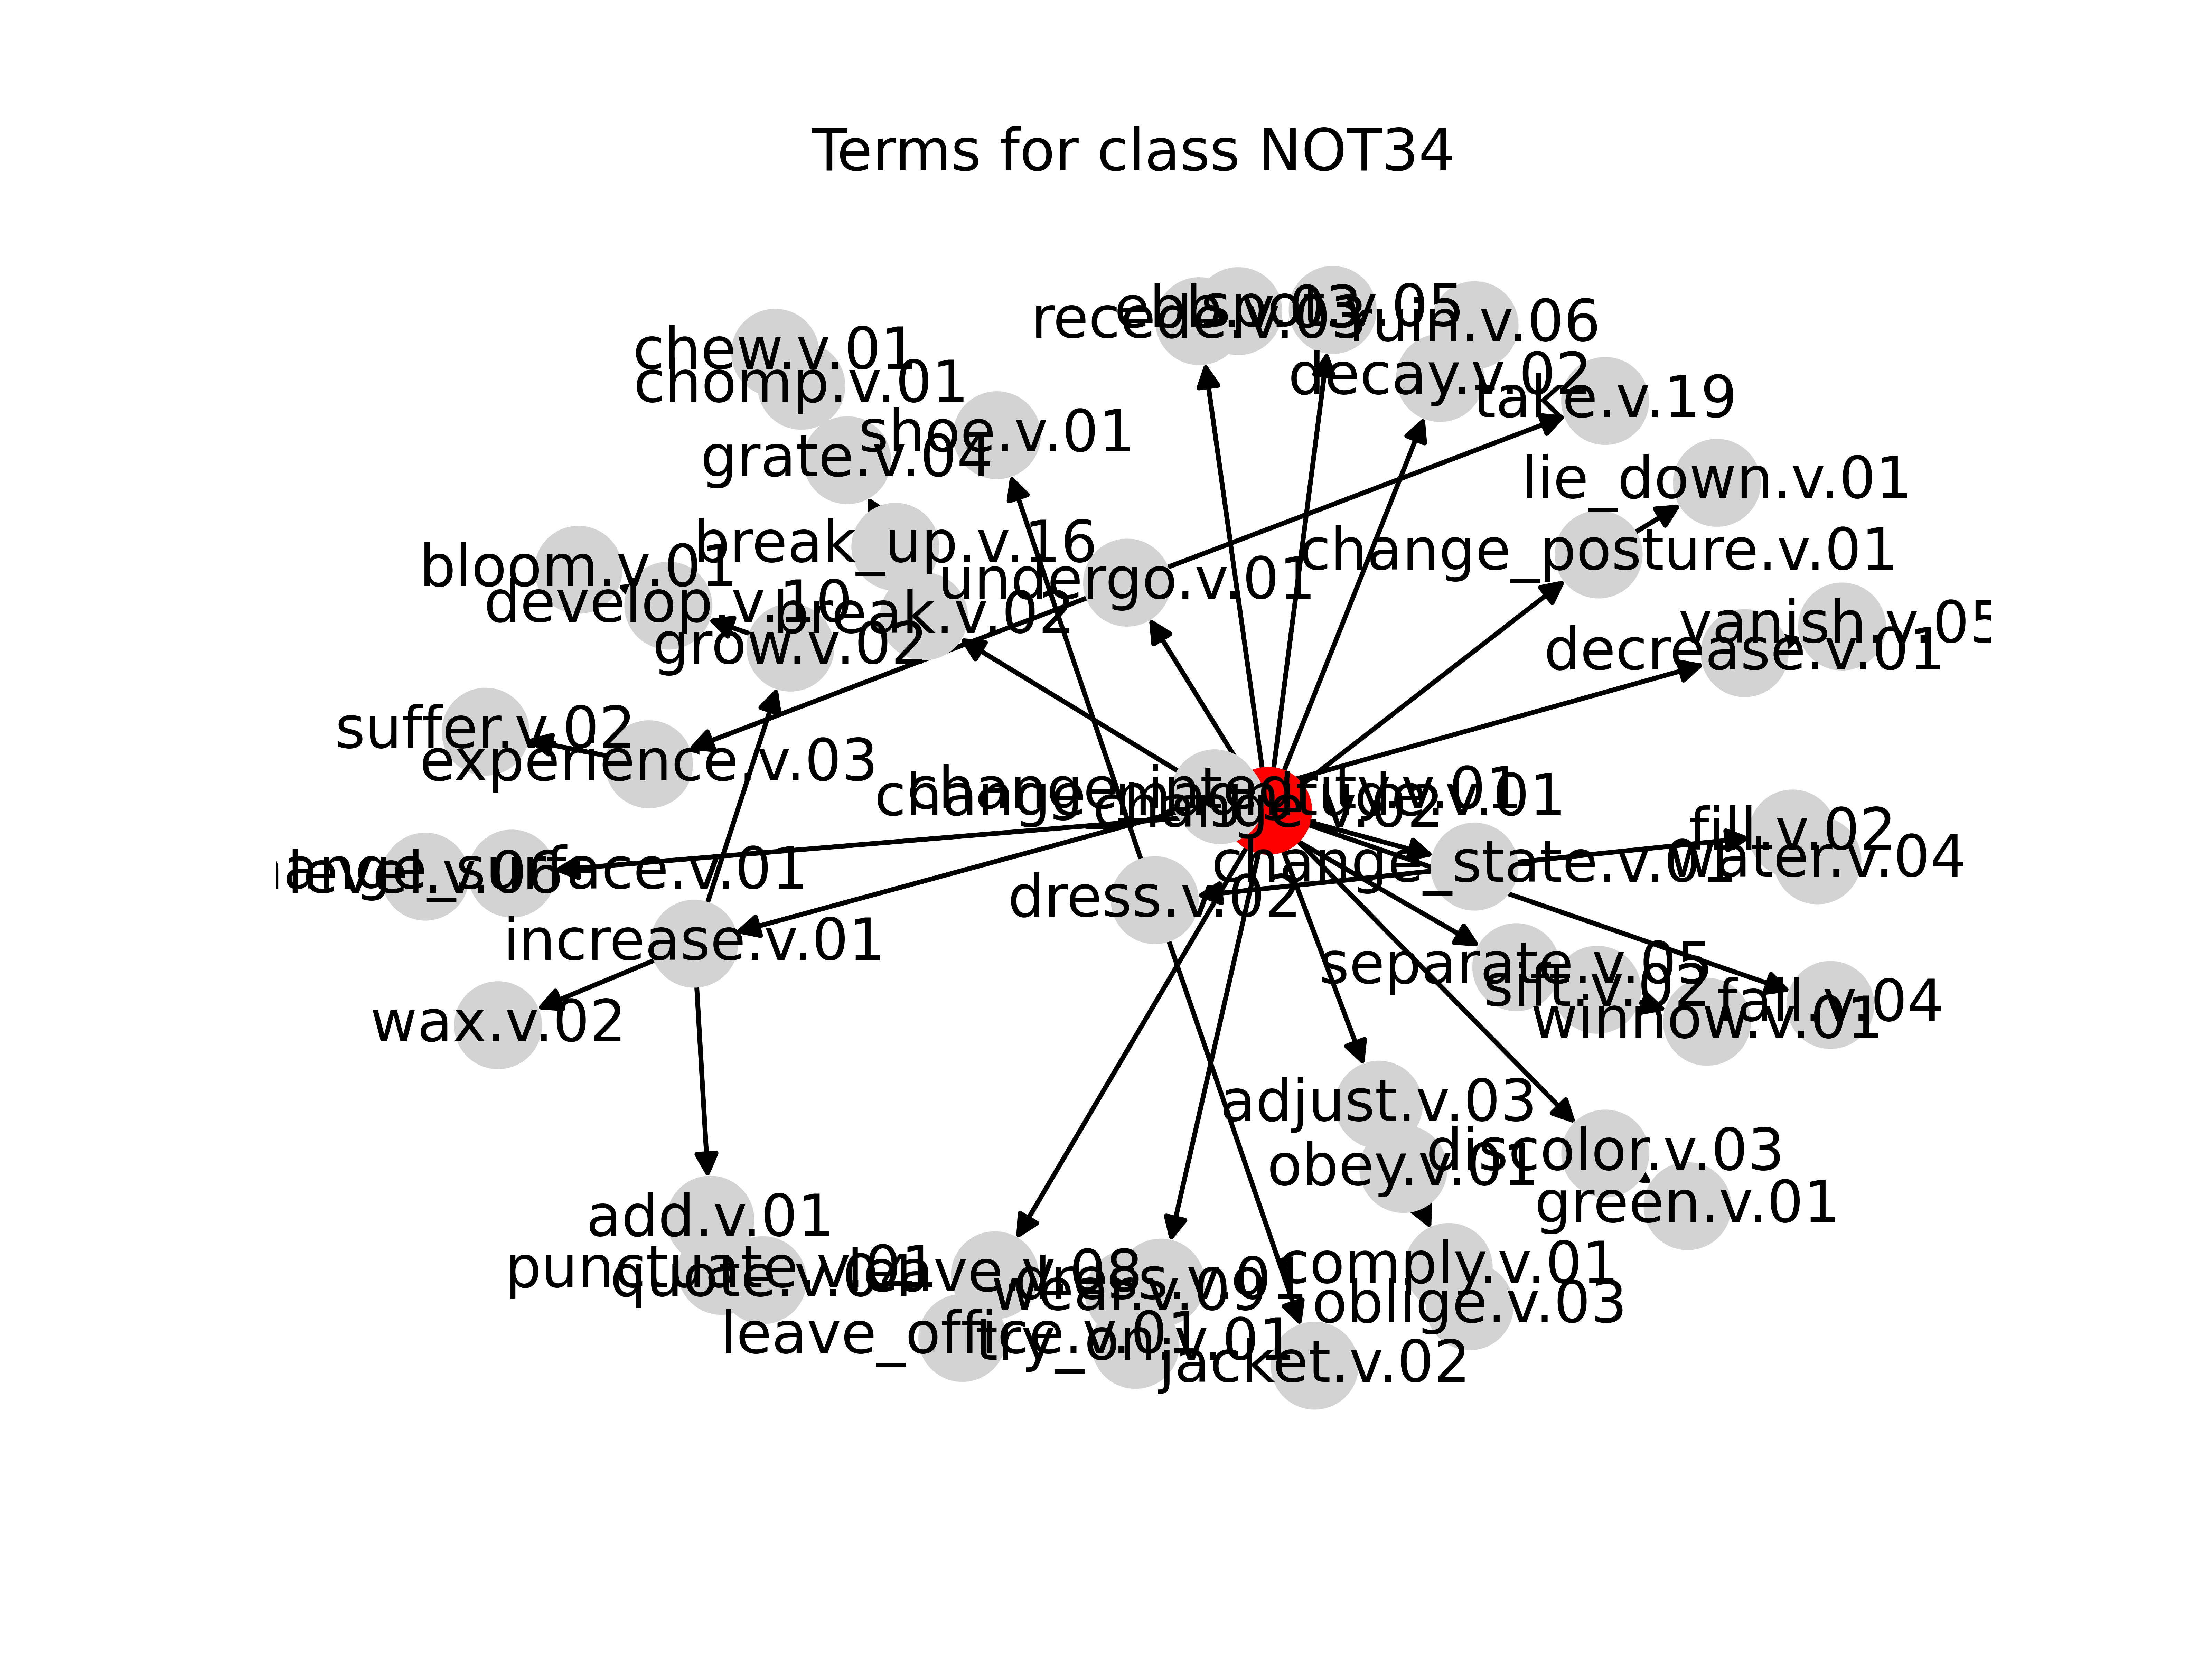 Terms for class NOT34
ebb.v.03
spot.v.05
recede.v.03
ruin.v.06
chew.v.01
decay.v.02
chomp.v.01
take.v.19
shoe.v.01
grate.v.04
lie_down.v.01
break_up.v.16
change_posture.v.01
bloom.v.01
undergo.v.01
develop.v.10
break.v.02
vanish.v.05
grow.v.02
decrease.v.01
suffer.v.02
experience.v.03
change_integrity.v.01
change_magnitude.v.01
change.v.02
fill.v.02
water.v.04
change_state.v.01
ange_surface.v.01
level.v.06
dress.v.02
increase.v.01
separate.v.05
sift.v.02
fall.v.04
winnow.v.01
wax.v.02
adjust.v.03
discolor.v.03
obey.v.01
green.v.01
add.v.01
punctuate.v.01
quote.v.04
leave.v.08
dress.v.01
wear.v.09
comply.v.01
oblige.v.03
leave_office.v.01
try_on.v.01
jacket.v.02